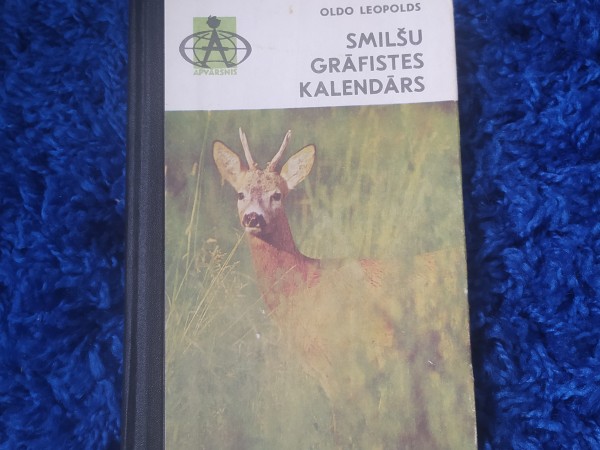 OLDO LEOPOLDS
SMILŠU
GRĀFISTES
KALENDĀRS
A
APVĀRSNIS